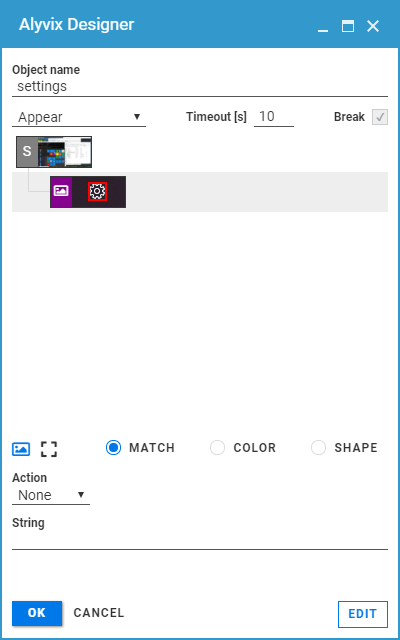 Alyvix Designer
Object name
settings
Appear Timeout [s] 10 Break
S
MATCH COLOR SHAPE
Action
None
String
OK CANCEL EDIT